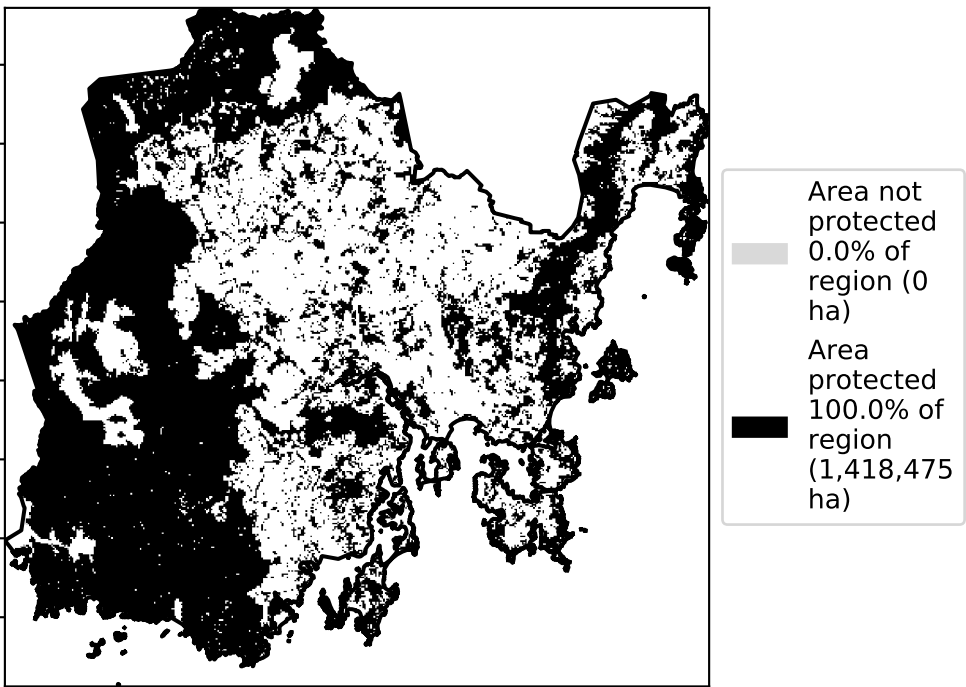 Area not
protected
0.0% of
region (0
ha)
Area
protected
100.0% of
region
(1,418,475
ha)